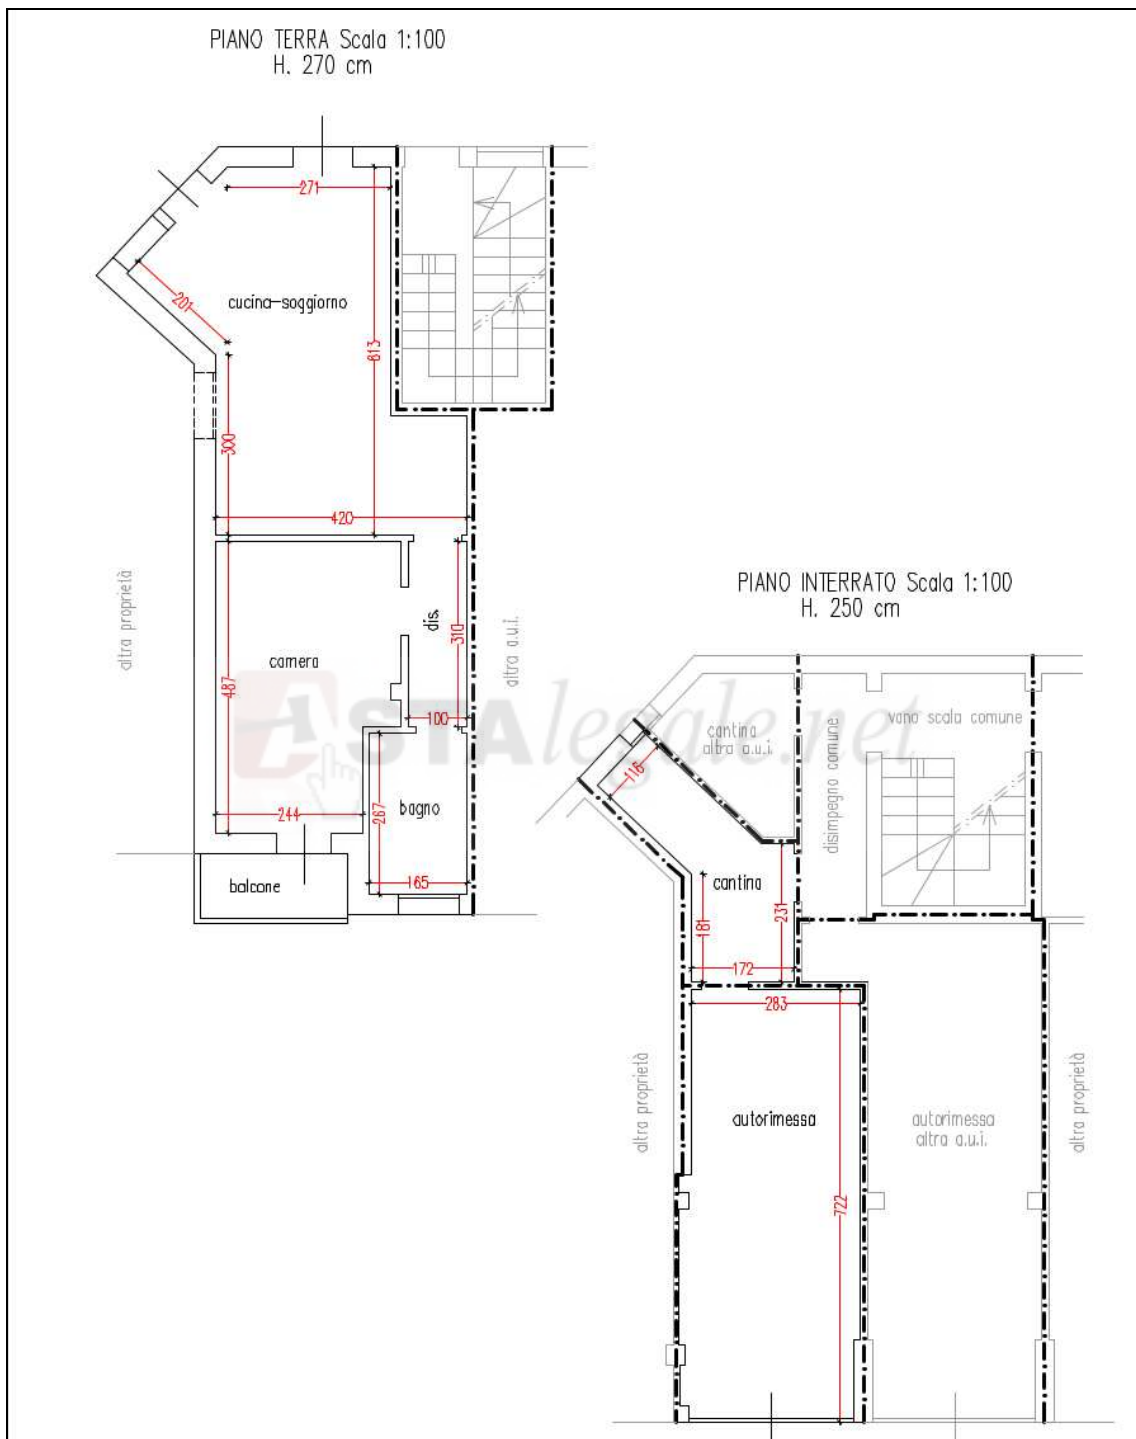 PIANO TERRA Scala 1:100
H. 270 cm
271
201
cucina-soggiorno
613
300
420
altra proprietà
camera
dis.
310
altra a.u.i.
487
100
244
267
bagno
165
balcone
ASTAlegale.net
PIANO INTERRATO Scala 1:100
H. 250 cm
cantina
altra a.u.i.
disimpegno comune
vano scala comune
116
cantina
181
231
172
283
altra proprietà
autorimessa
722
autorimessa
altra a.u.i.
altra proprietà